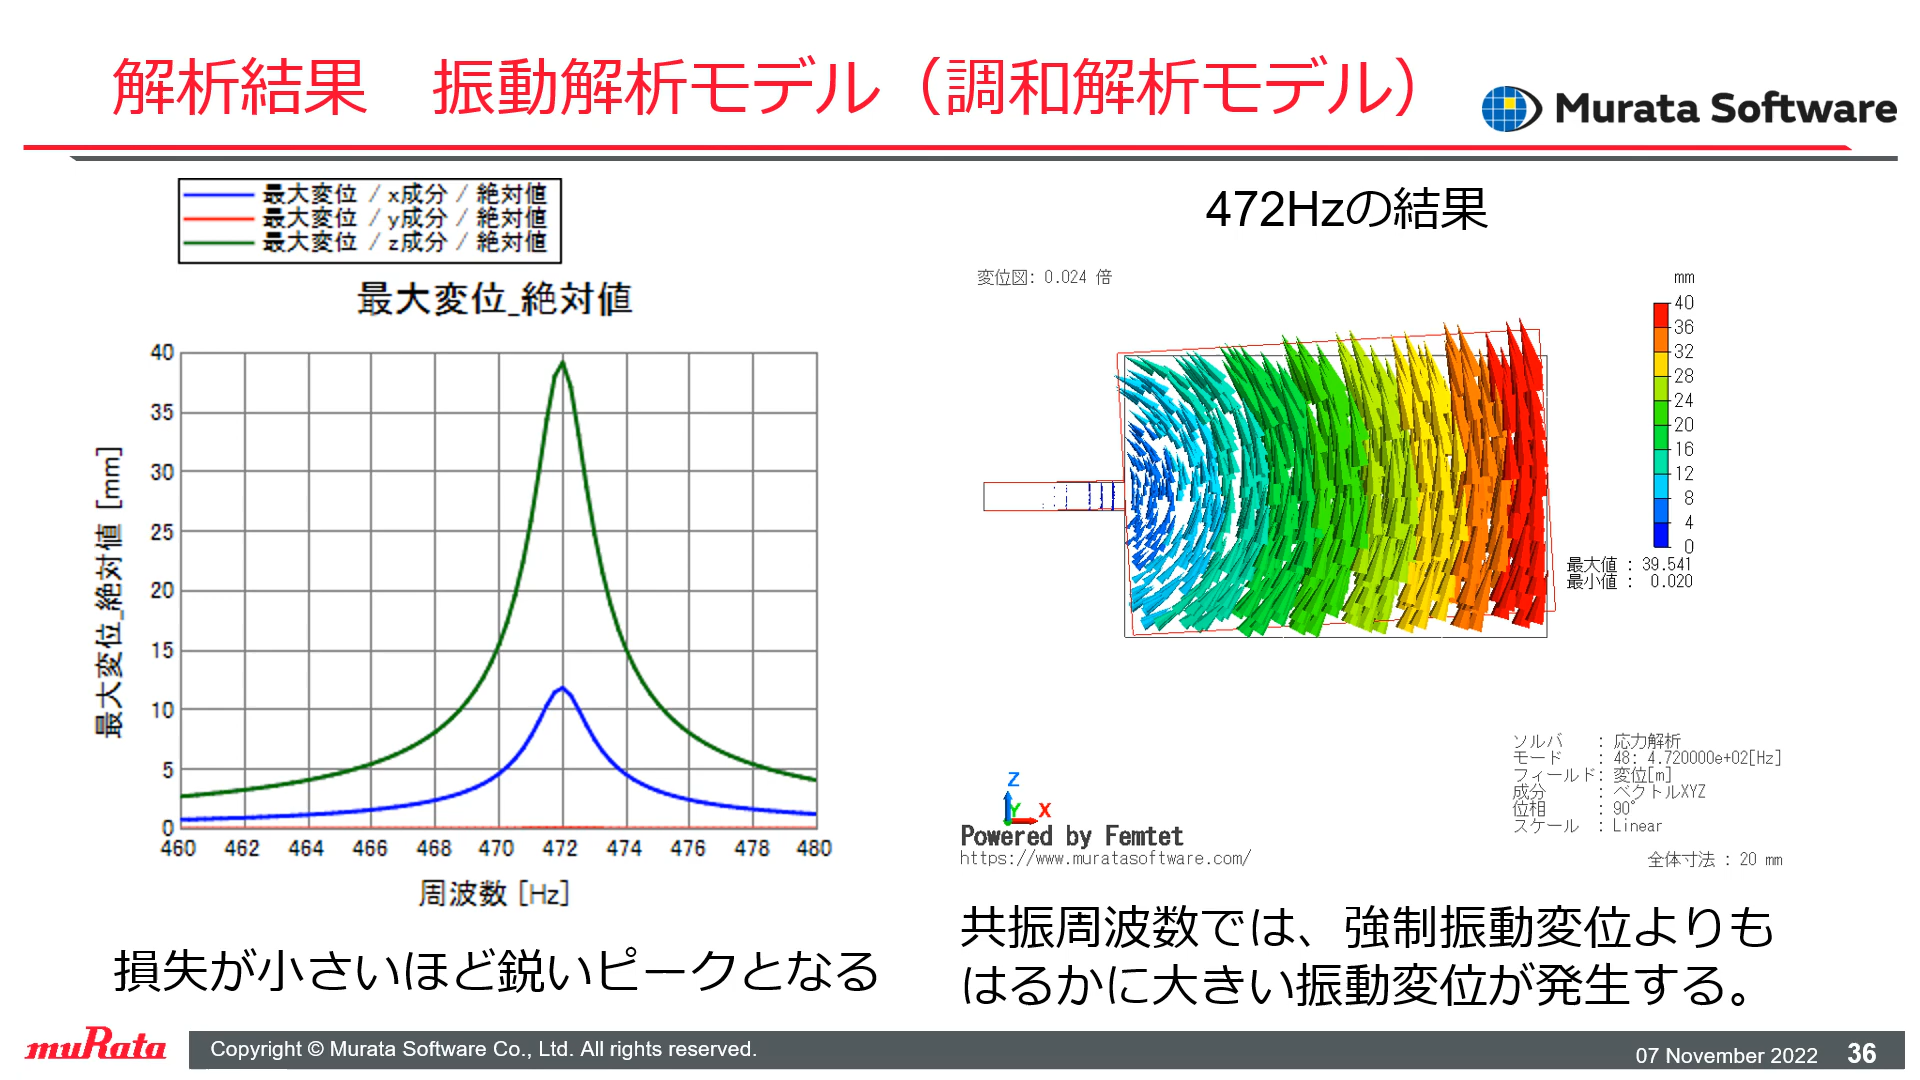 解析結果　振動解析モデル（調和解析モデル）
Murata Software
最大変位 / x成分 / 絶対値
最大変位 / y成分 / 絶対値
最大変位 / z成分 / 絶対値
最大変位_絶対値
40
35
30
25
20
15
10
5
0
最大変位_絶対値 [mm]
460 462 464 466 468 470 472 474 476 478 480
周波数 [Hz]
損失が小さいほど鋭いピークとなる
472Hzの結果
変位図: 0.024 倍
mm
40
36
32
28
24
20
16
12
8
4
0
最大値 : 39.541
最小値 : 0.020
Z
Y X
Powered by Femtet
https://www.muratasoftware.com/
ソルバ : 応力解析
モード : 48: 4.720000e+02[Hz]
フィールド: 変位[m]
成分 : ベクトルXYZ
位相 : 90°
スケール : Linear
全体寸法 : 20 mm
共振周波数では、強制振動変位よりも
はるかに大きい振動変位が発生する。
muRata
Copyright © Murata Software Co., Ltd. All rights reserved.
07 November 2022 36